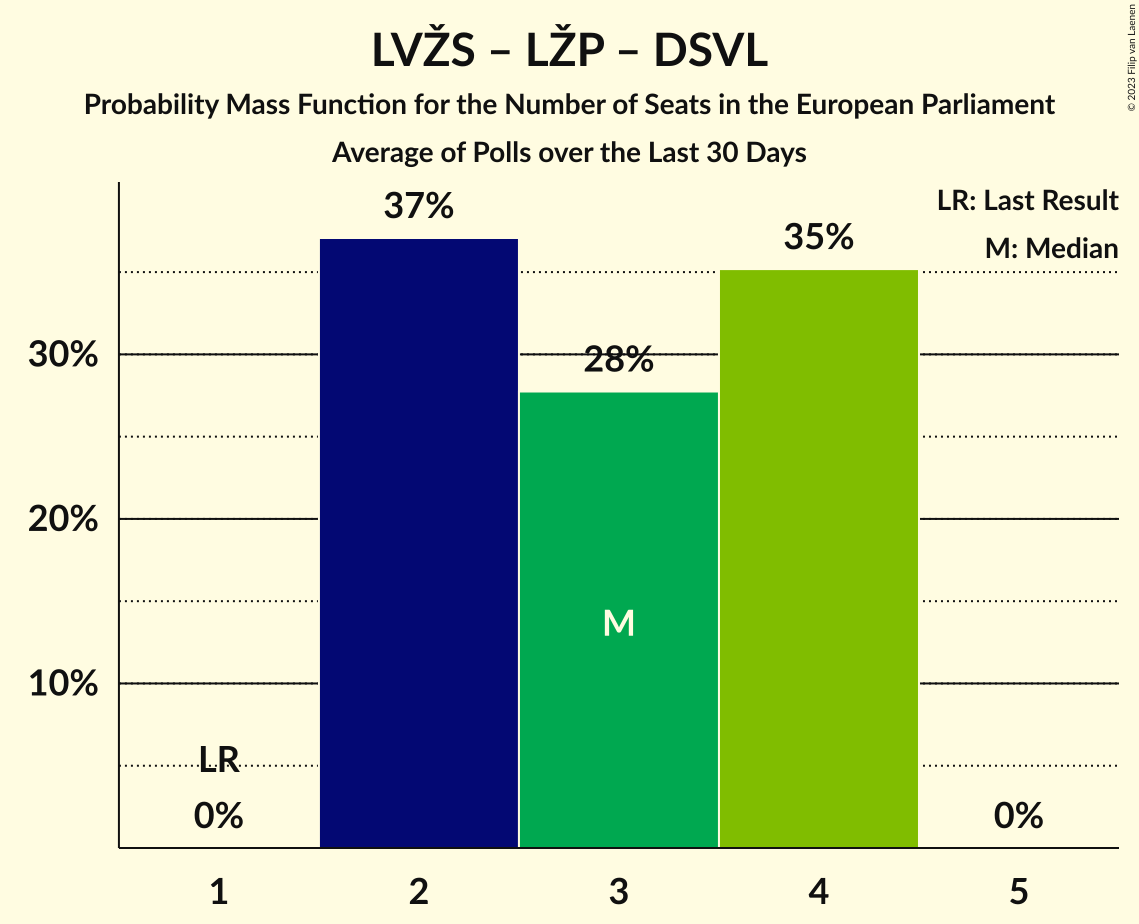 LVŽS – LŽP – DSVL
Probability Mass Function for the Number of Seats in the European Parliament
Average of Polls over the Last 30 Days
© 2023 Filip van Laenen
LR: Last Result
M: Median
37%
35%
28%
30%
20%
10%
M
LR
0%
0%
1
2
3
4
5